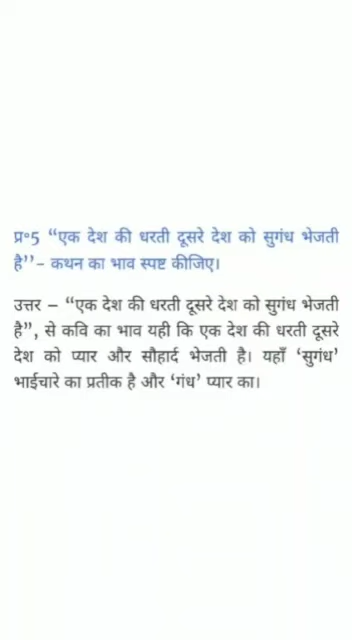 प्र॰5 “एक देश की धरती दूसरे देश को सुगंध भेजती
है’’- कथन का भाव स्पष्ट कीजिए।
उत्तर – “एक देश की धरती दूसरे देश को सुगंध भेजती
है”, से कवि का भाव यही कि एक देश की धरती दूसरे
देश को प्यार और सौहार्द भेजती है। यहाँ ‘सुगंध’
भाईचारे का प्रतीक है और ‘गंध’ प्यार का।